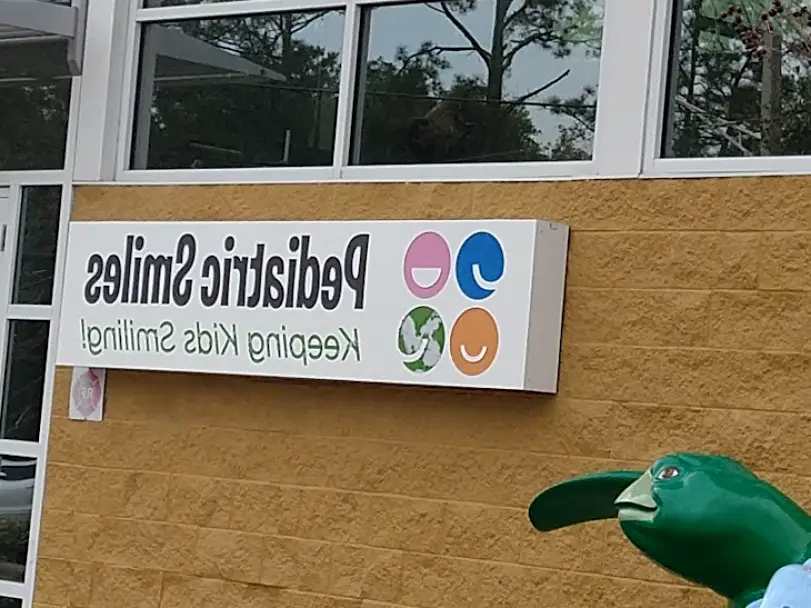 Pediatric Smiles
Keeping Kids Smiling!